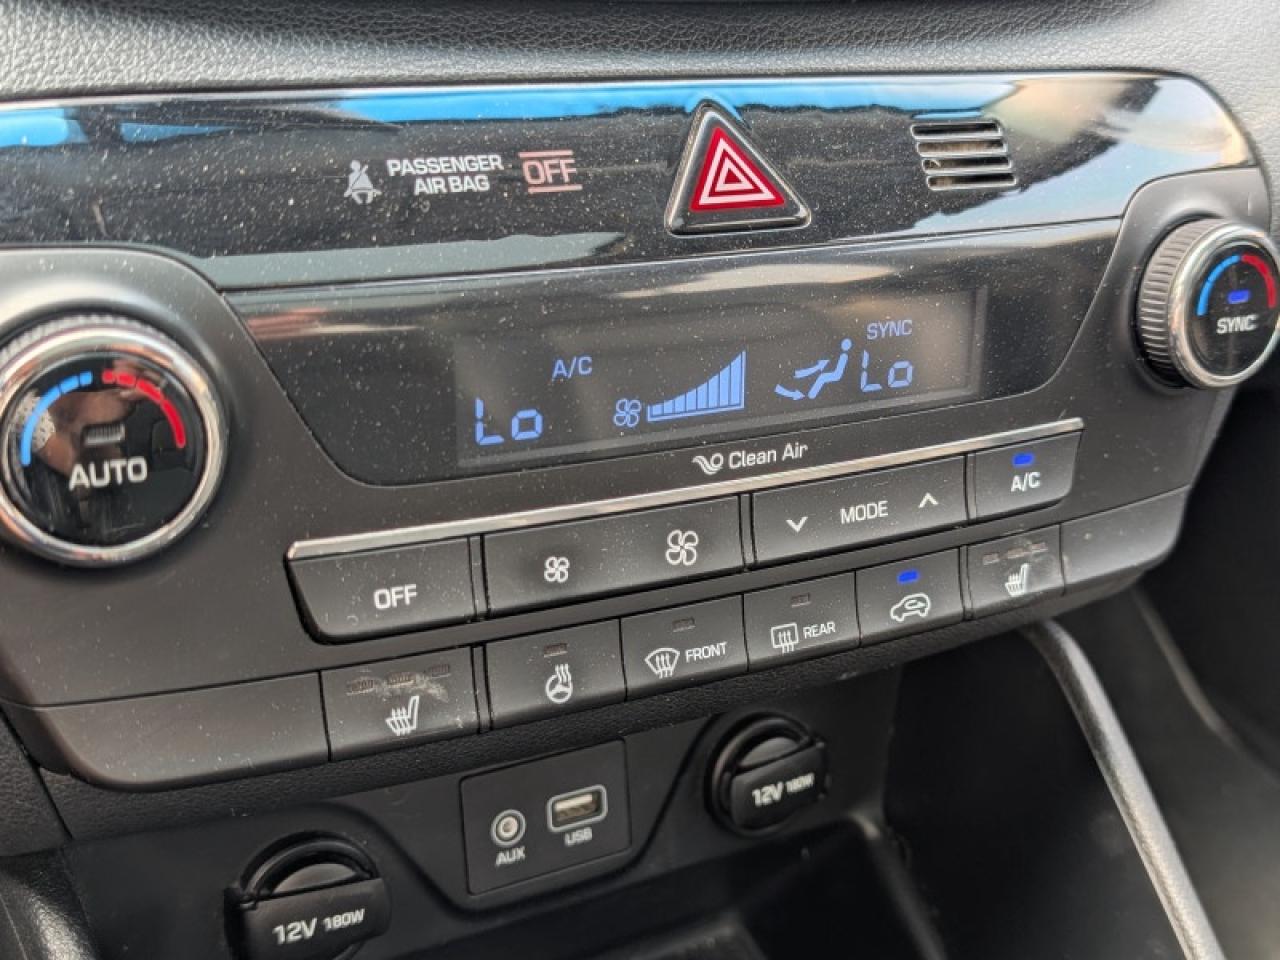 PASSENGER
AIR BAG
OFF
SYNC
A/C
Lo
Lo
SYNC
AUTO
Clean Air
A/C
MODE
OFF
REAR
FRONT
12V 180W
USB
AUX
12V 180W